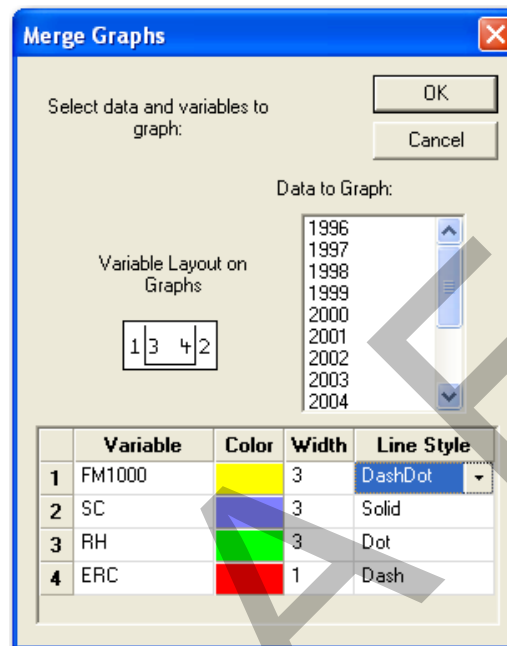 Merge Graphs
Select data and variables to
graph:
OK
Cancel
Data to Graph:
1996
1997
1998
1999
2000
2001
2002
2003
2004
Variable Layout on
Graphs
1 3 4 2
Variable Color Width Line Style
1 FM1000 3 DashDot
2 SC 3 Solid
3 RH 3 Dot
4 ERC 1 Dash